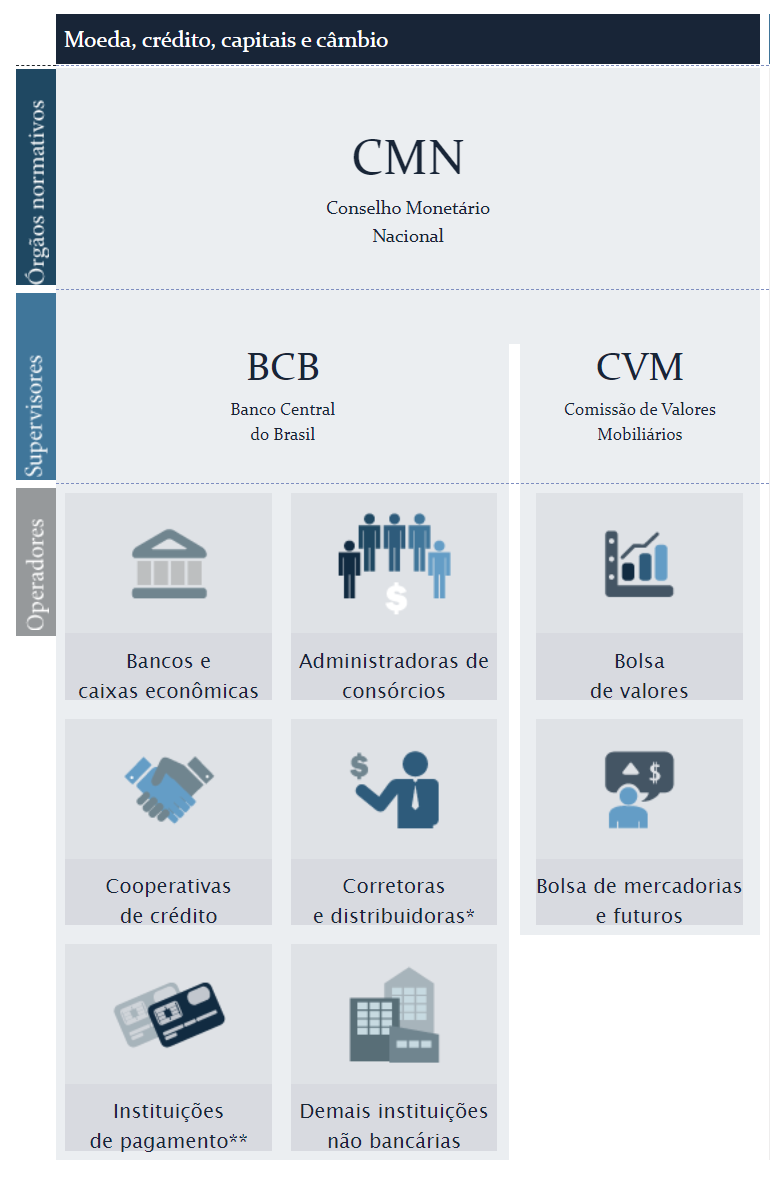 Moeda, crédito, capitais e câmbio
Órgãos normativos
CMN
Conselho Monetário
Nacional
Supervisores
BCB
Banco Central
do Brasil
CVM
Comissão de Valores
Mobiliários
Operadores
$
Bancos e
caixas econômicas
Administradoras de
consórcios
Bolsa
de valores
$
$
Cooperativas
de crédito
Corretoras
e distribuidoras*
Bolsa de mercadorias
e futuros
Instituições
de pagamento**
Demais instituições
não bancárias